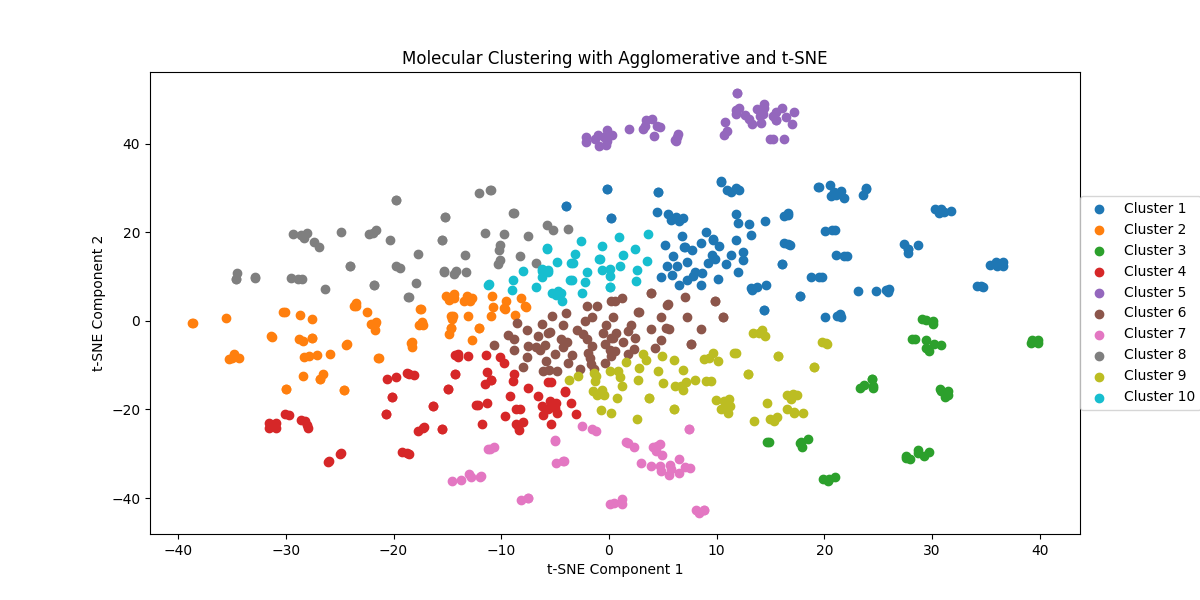 Molecular Clustering with Agglomerative and t-SNE
t-SNE Component 2
40
20
0
−20
−40
−40
−30
−20
−10
0
10
20
30
40
t-SNE Component 1
Cluster 1
Cluster 2
Cluster 3
Cluster 4
Cluster 5
Cluster 6
Cluster 7
Cluster 8
Cluster 9
Cluster 10